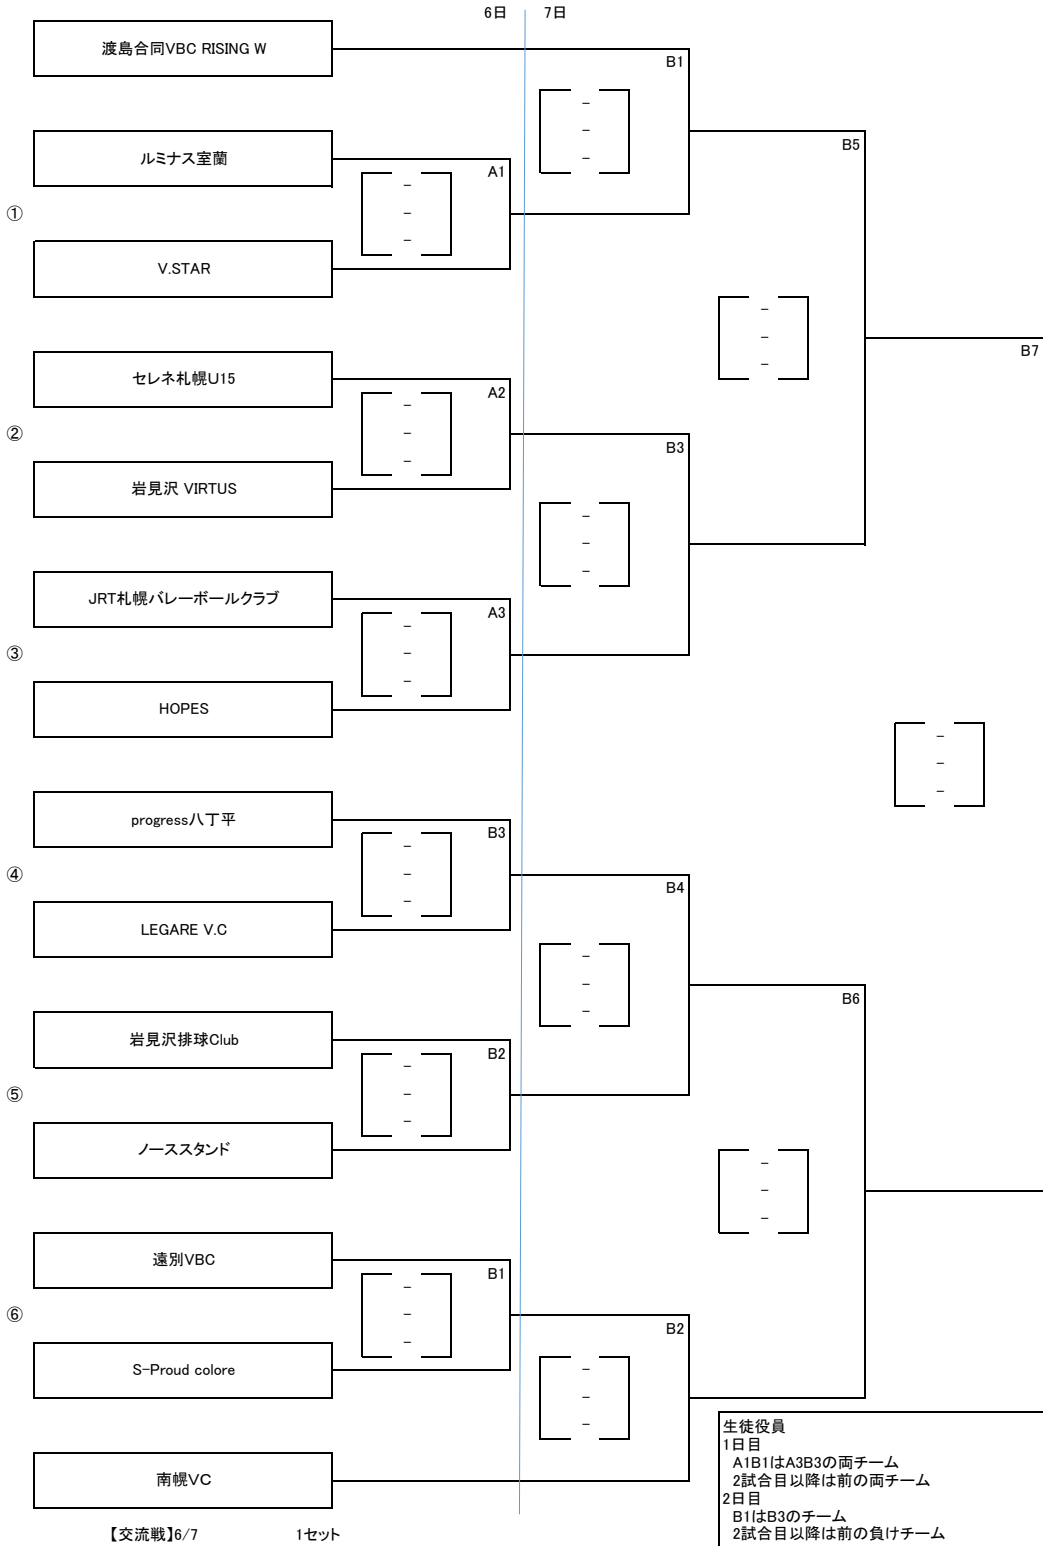 6日 7日
渡島合同VBC RISING W
B1
-
-
-
ルミナス室蘭
B5
A1
-
-
-
①
V.STAR
-
-
-
B7
セレネ札幌U15
A2
-
-
-
②
B3
岩見沢 VIRTUS
-
-
-
JRT札幌バレーボールクラブ
A3
-
-
-
③
HOPES
-
-
-
progress八丁平
B3
-
-
-
④
B4
LEGARE V.C
-
-
-
B6
岩見沢排球Club
B2
-
-
-
⑤
ノーススタンド
-
-
-
遠別VBC
B1
-
-
-
⑥
B2
S-Proud colore
-
-
-
南幌VC
生徒役員
1日目
A1B1はA3B3の両チーム
2試合目以降は前の両チーム
2日目
B1はB3のチーム
2試合目以降は前の負けチーム
【交流戦】6/7 1セット